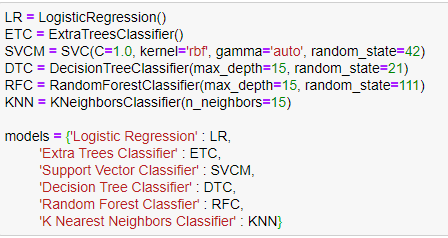 LR = LogisticRegression()
ETC = ExtraTreesClassifier()
SVCM = SVC(C=1.0, kernel='rbf', gamma='auto', random_state=42)
DTC = DecisionTreeClassifier(max_depth=15, random_state=21)
RFC = RandomForestClassifier(max_depth=15, random_state=111)
KNN = KNeighborsClassifier(n_neighbors=15)

models = {'Logistic Regression' : LR,
'Extra Trees Classifier' : ETC,
'Support Vector Classifier' : SVCM,
'Decision Tree Classifier' : DTC,
'Random Forest Classfier' : RFC,
'K Nearest Neighbors Classifier' : KNN}